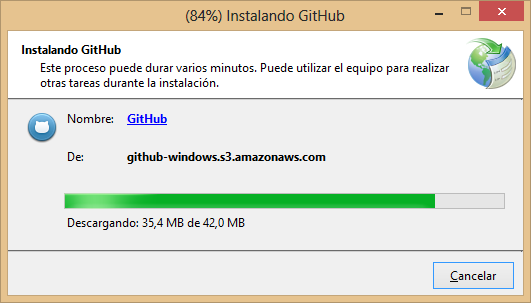 (84%) Instalando GitHub
Instalando GitHub
Este proceso puede durar varios minutos. Puede utilizar el equipo para realizar
otras tareas durante la instalación.
Nombre: GitHub
De: github-windows.s3.amazonaws.com
Descargando: 35,4 MB de 42,0 MB
Cancelar